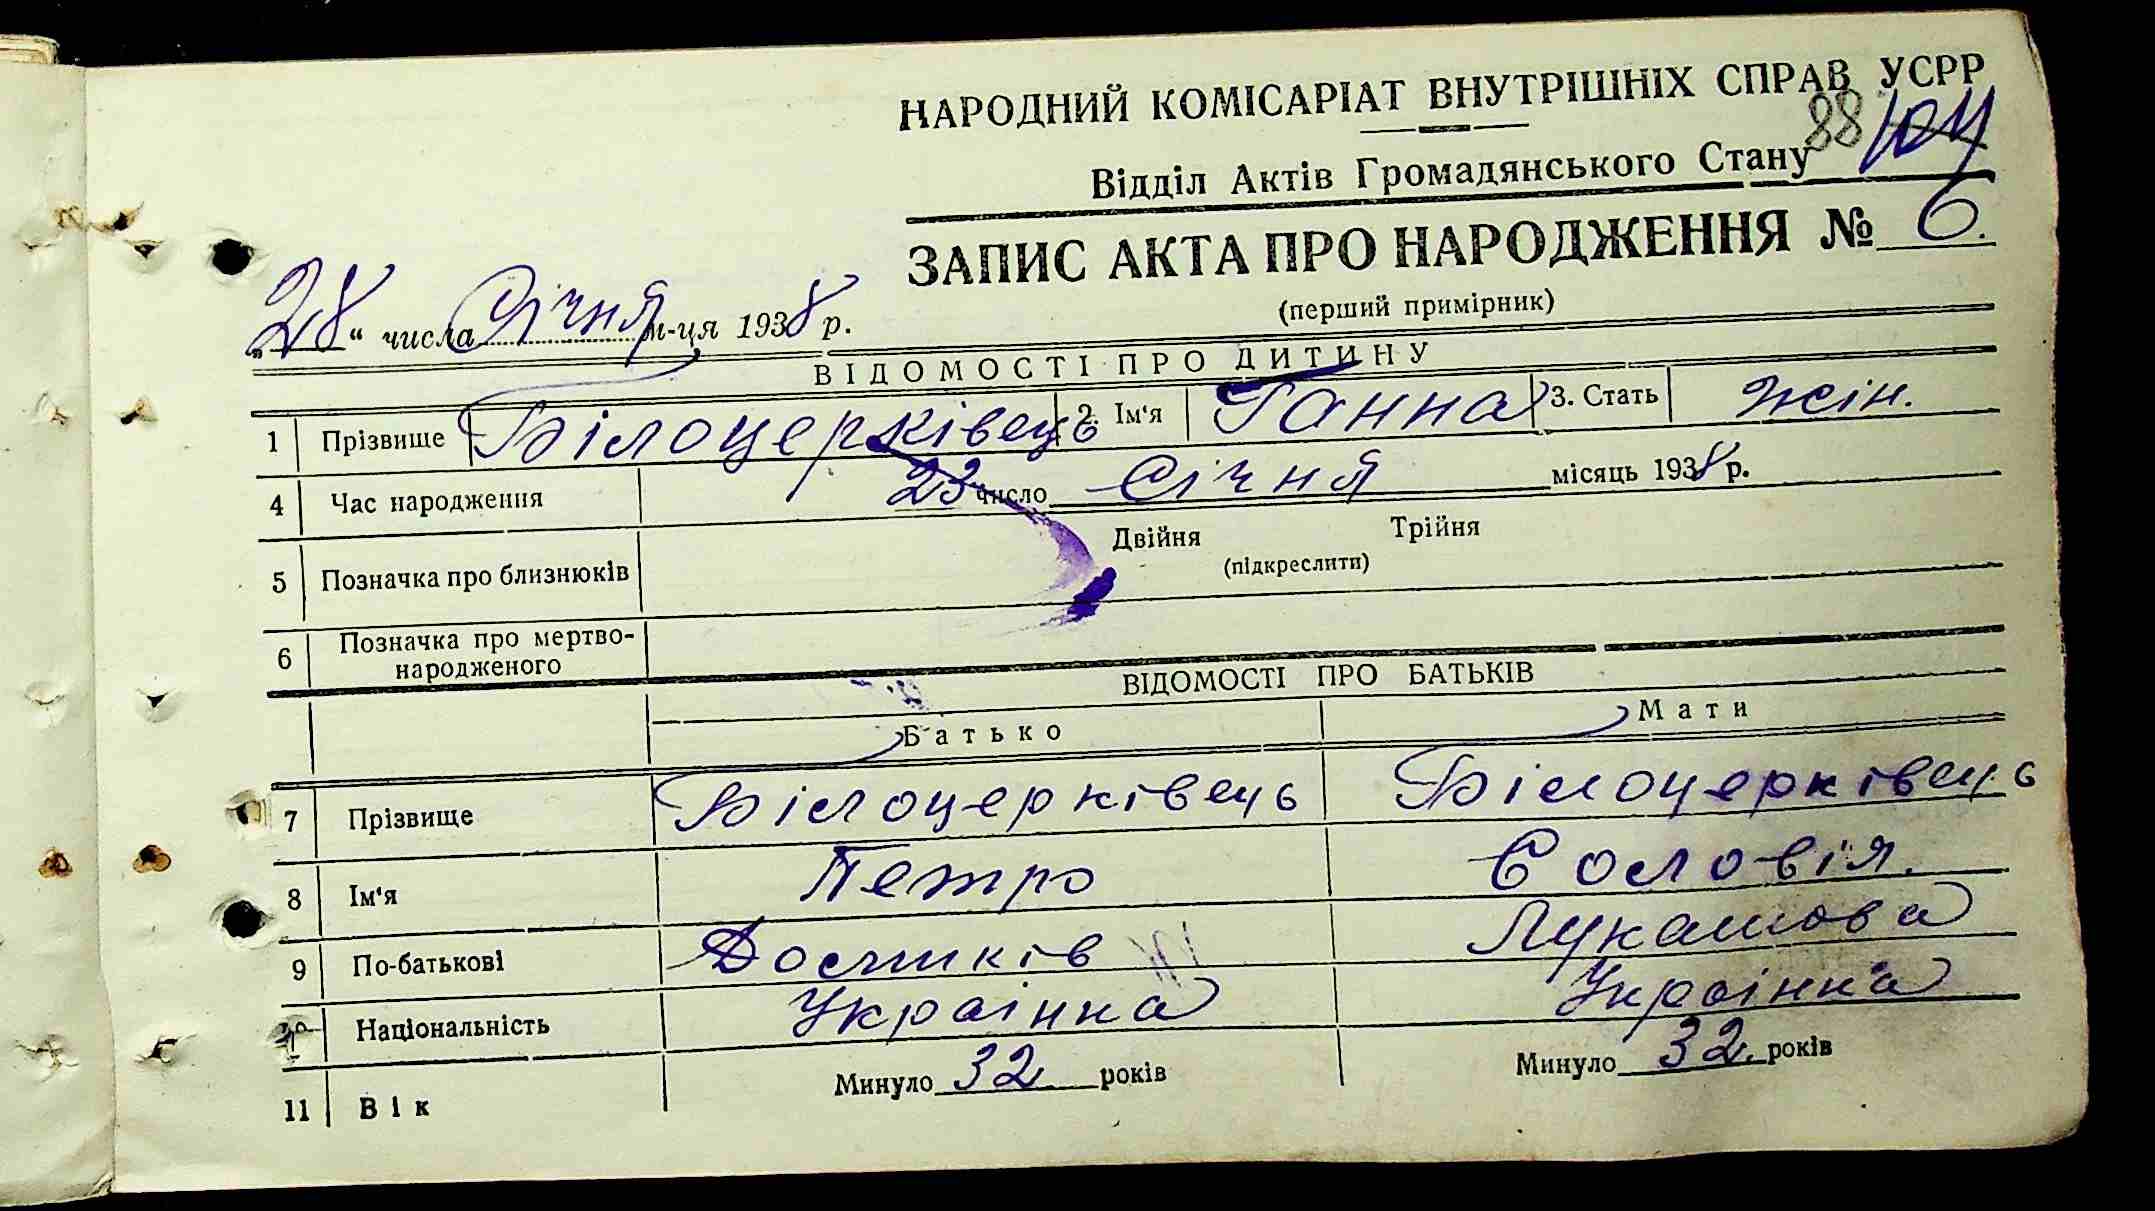 НАРОДНИЙ КОМІСАРІАТ ВНУТРІШНІХ СПРАВ УСРР
88
Відділ Актів Громадянського Стану
ЗАПИС АКТА ПРО НАРОДЖЕННЯ № 6.
(перший примірник)
„28“ числа Січня м-ця 1938 р.
ВІДОМОСТІ ПРО ДИТИНУ
1 Прізвище Білоцерківець 2. Ім'я Ганна 3. Стать жін.
4 Час народження 23 число Січня місяць 1938 р.
5 Позначка про близнюків Двійня Трійня
(підкреслити)
6 Позначка про мертво-
народженого
ВІДОМОСТІ ПРО БАТЬКІВ
Батько Мати
7 Прізвище Білоцерківець Білоцерківець
8 Ім'я Петро Сословія.
9 По-батькові Лукашова
10 Національність Українка Українка
11 Вік Минуло 32 років Минуло 32 років